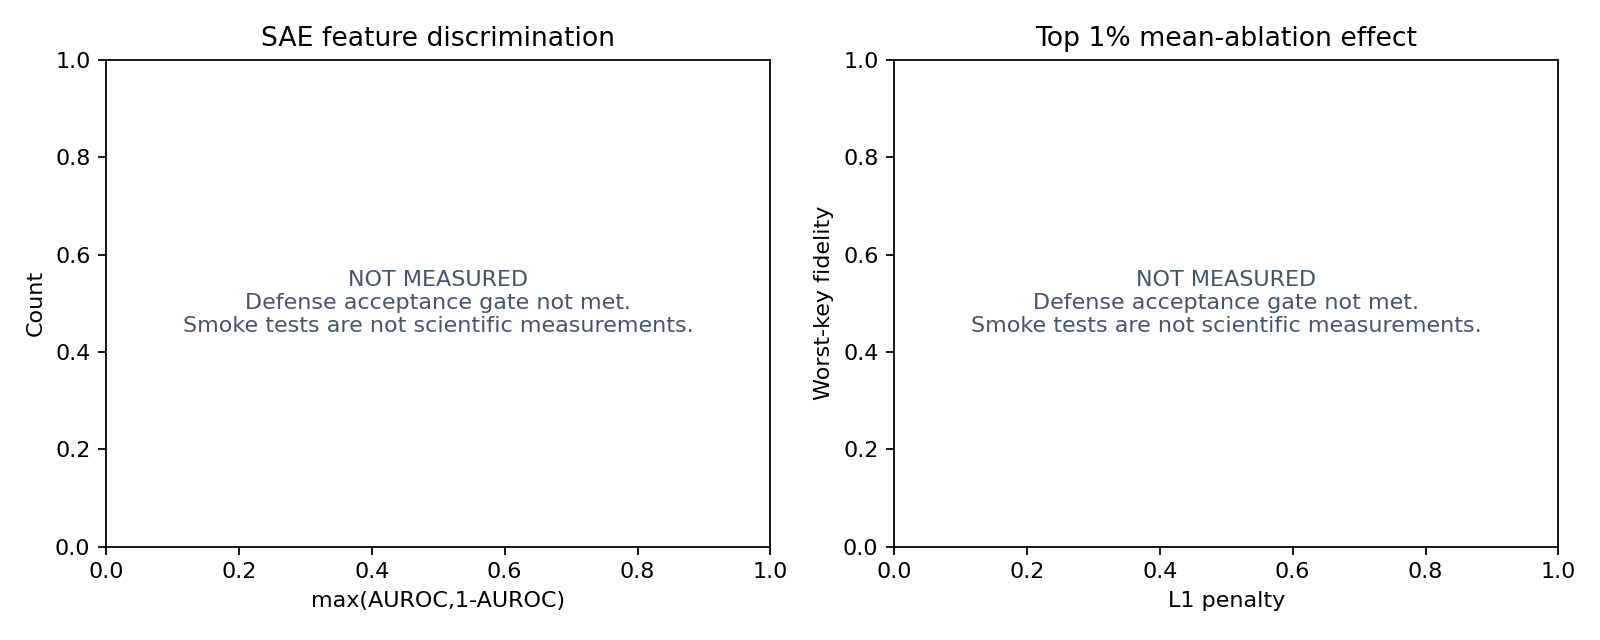 SAE feature discrimination
1.0
0.8
0.6
0.4
0.2
0.0
Count
NOT MEASURED
Defense acceptance gate not met.
Smoke tests are not scientific measurements.
0.0 0.2 0.4 0.6 0.8 1.0
max(AUROC,1-AUROC)
Top 1% mean-ablation effect
1.0
0.8
0.6
0.4
0.2
0.0
Worst-key fidelity
NOT MEASURED
Defense acceptance gate not met.
Smoke tests are not scientific measurements.
0.0 0.2 0.4 0.6 0.8 1.0
L1 penalty